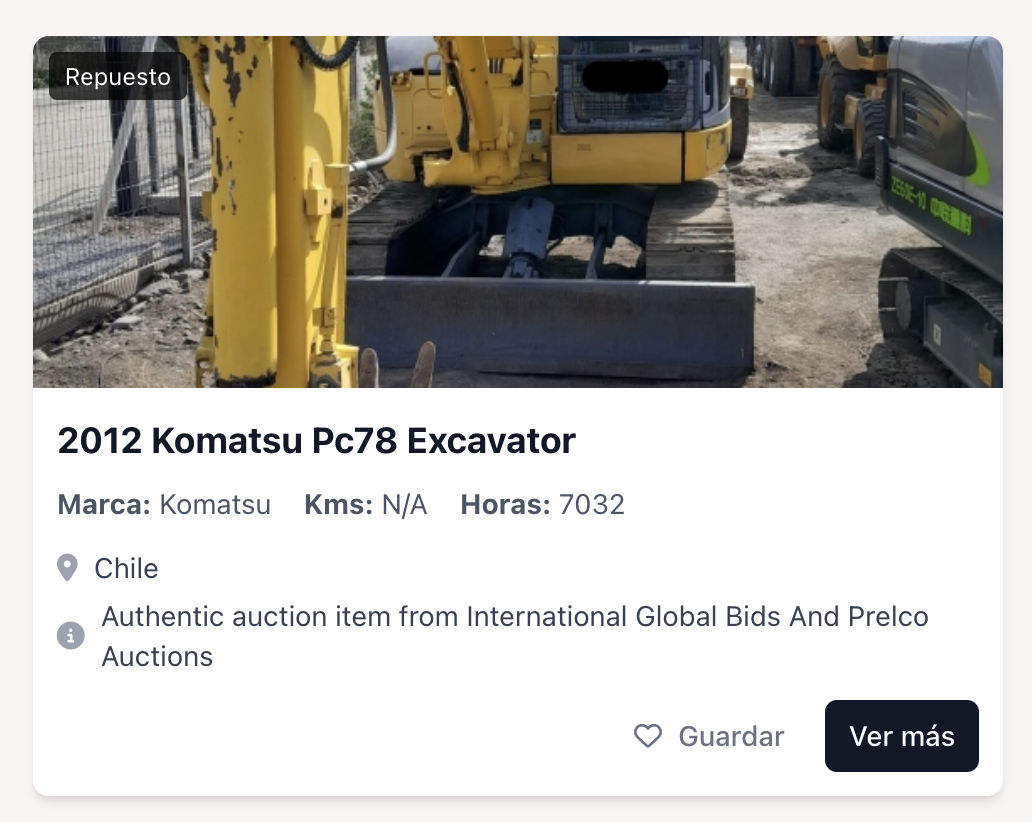 Repuesto
ZE60E-10
2012 Komatsu Pc78 Excavator
Marca: Komatsu Kms: N/A Horas: 7032
Chile
Authentic auction item from International Global Bids And Prelco
Auctions
Guardar
Ver más